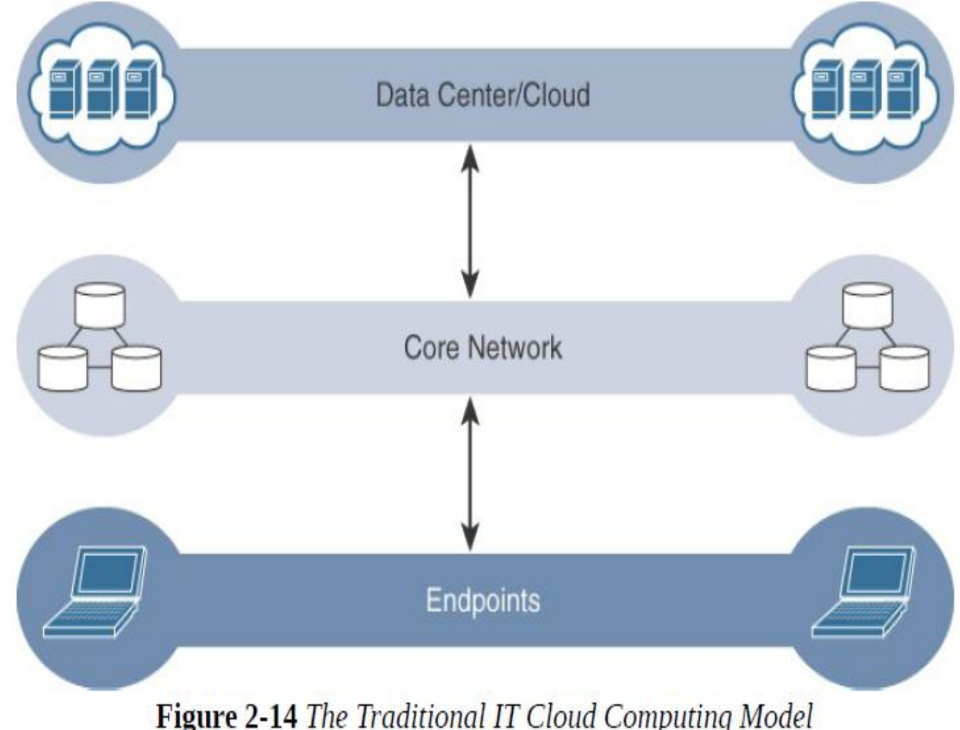 Data Center/Cloud
Core Network
Endpoints
Figure 2-14 The Traditional IT Cloud Computing Model